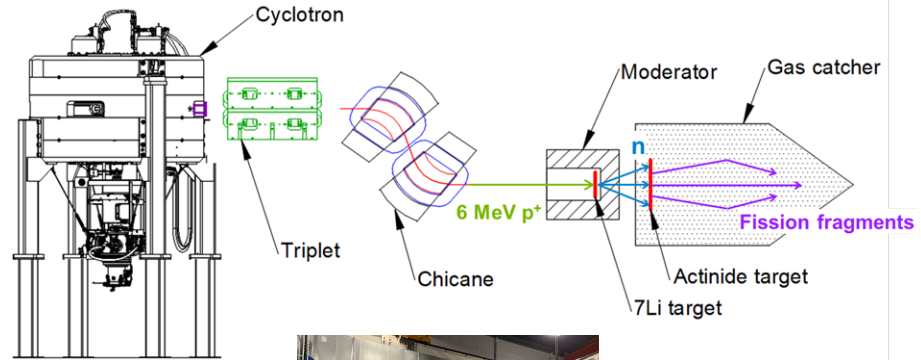 Cyclotron
Moderator
Gas catcher
n
6 MeV p⁺
Fission fragments
Triplet
Chicane
Actinide target
7Li target